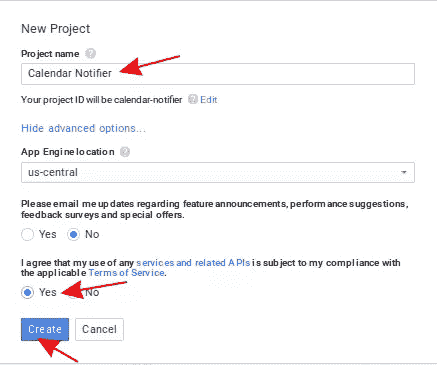 New Project
Project name ?
Calendar Notifier
Your project ID will be calendar-notifier ? Edit
Hide advanced options...
App Engine location ?
us-central
Please email me updates regarding feature announcements, performance suggestions,
feedback surveys and special offers.
Yes No
I agree that my use of any services and related APIs is subject to my compliance with
the applicable Terms of Service.
Yes No
Create Cancel